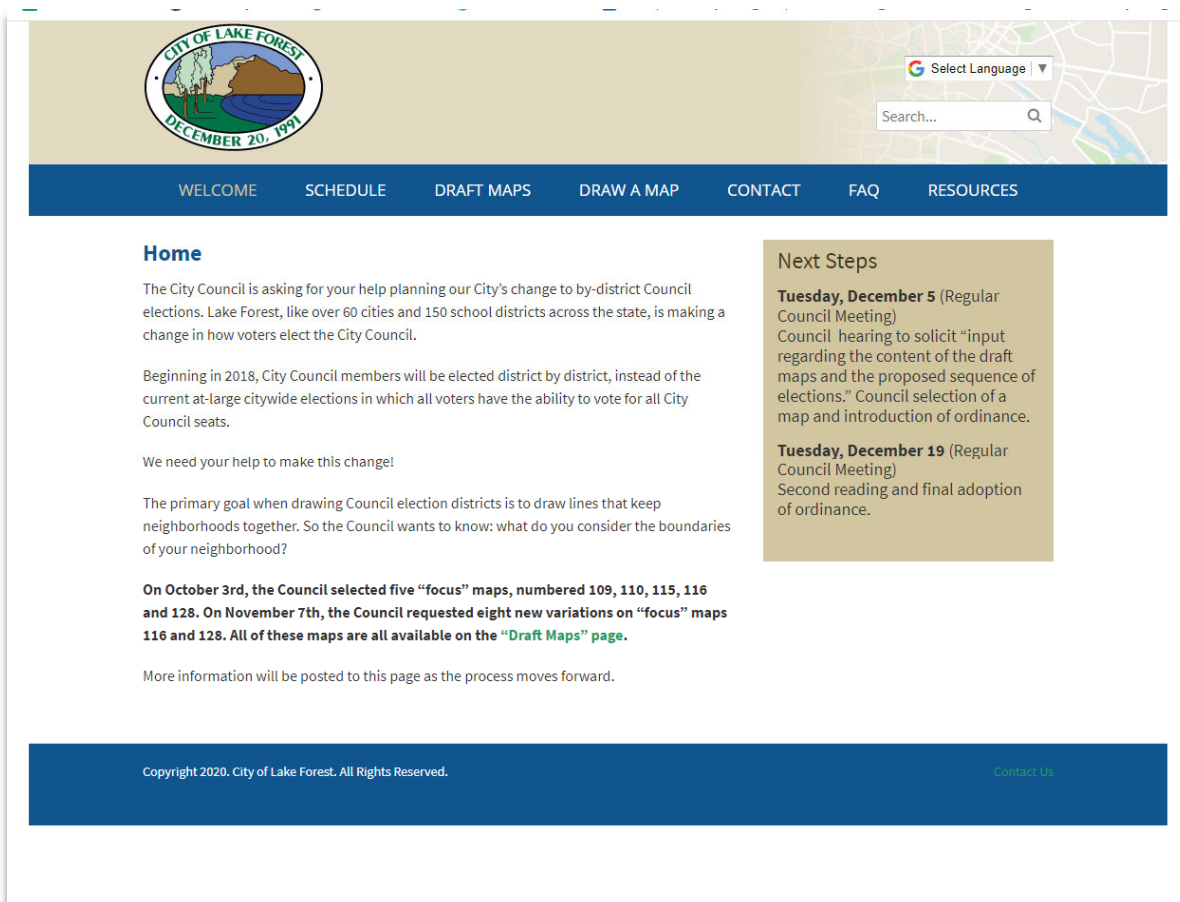 CITY OF LAKE FOREST
DECEMBER 20, 1991
Select Language ▼
Search...
WELCOME SCHEDULE DRAFT MAPS DRAW A MAP CONTACT FAQ RESOURCES
Home
The City Council is asking for your help planning our City’s change to by-district Council
elections. Lake Forest, like over 60 cities and 150 school districts across the state, is making a
change in how voters elect the City Council.
Beginning in 2018, City Council members will be elected district by district, instead of the
current at-large citywide elections in which all voters have the ability to vote for all City
Council seats.
We need your help to make this change!
The primary goal when drawing Council election districts is to draw lines that keep
neighborhoods together. So the Council wants to know: what do you consider the boundaries
of your neighborhood?
On October 3rd, the Council selected five “focus” maps, numbered 109, 110, 115, 116
and 128. On November 7th, the Council requested eight new variations on “focus” maps
116 and 128. All of these maps are all available on the “Draft Maps” page.
More information will be posted to this page as the process moves forward.
Next Steps
Tuesday, December 5 (Regular
Council Meeting)
Council hearing to solicit “input
regarding the content of the draft
maps and the proposed sequence of
elections.” Council selection of a
map and introduction of ordinance.
Tuesday, December 19 (Regular
Council Meeting)
Second reading and final adoption
of ordinance.
Copyright 2020. City of Lake Forest. All Rights Reserved.
Contact Us